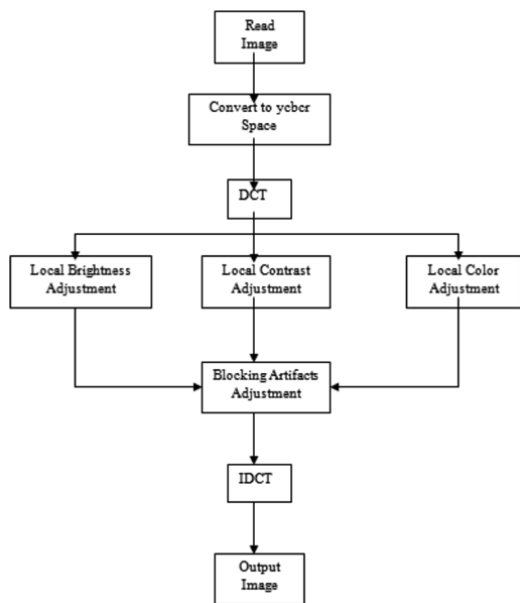 Read
Image
Convert to ycbcr
Space
DCT
Local Brightness
Adjustment
Local Contrast
Adjustment
Local Color
Adjustment
Blocking Artifacts
Adjustment
IDCT
Output
Image